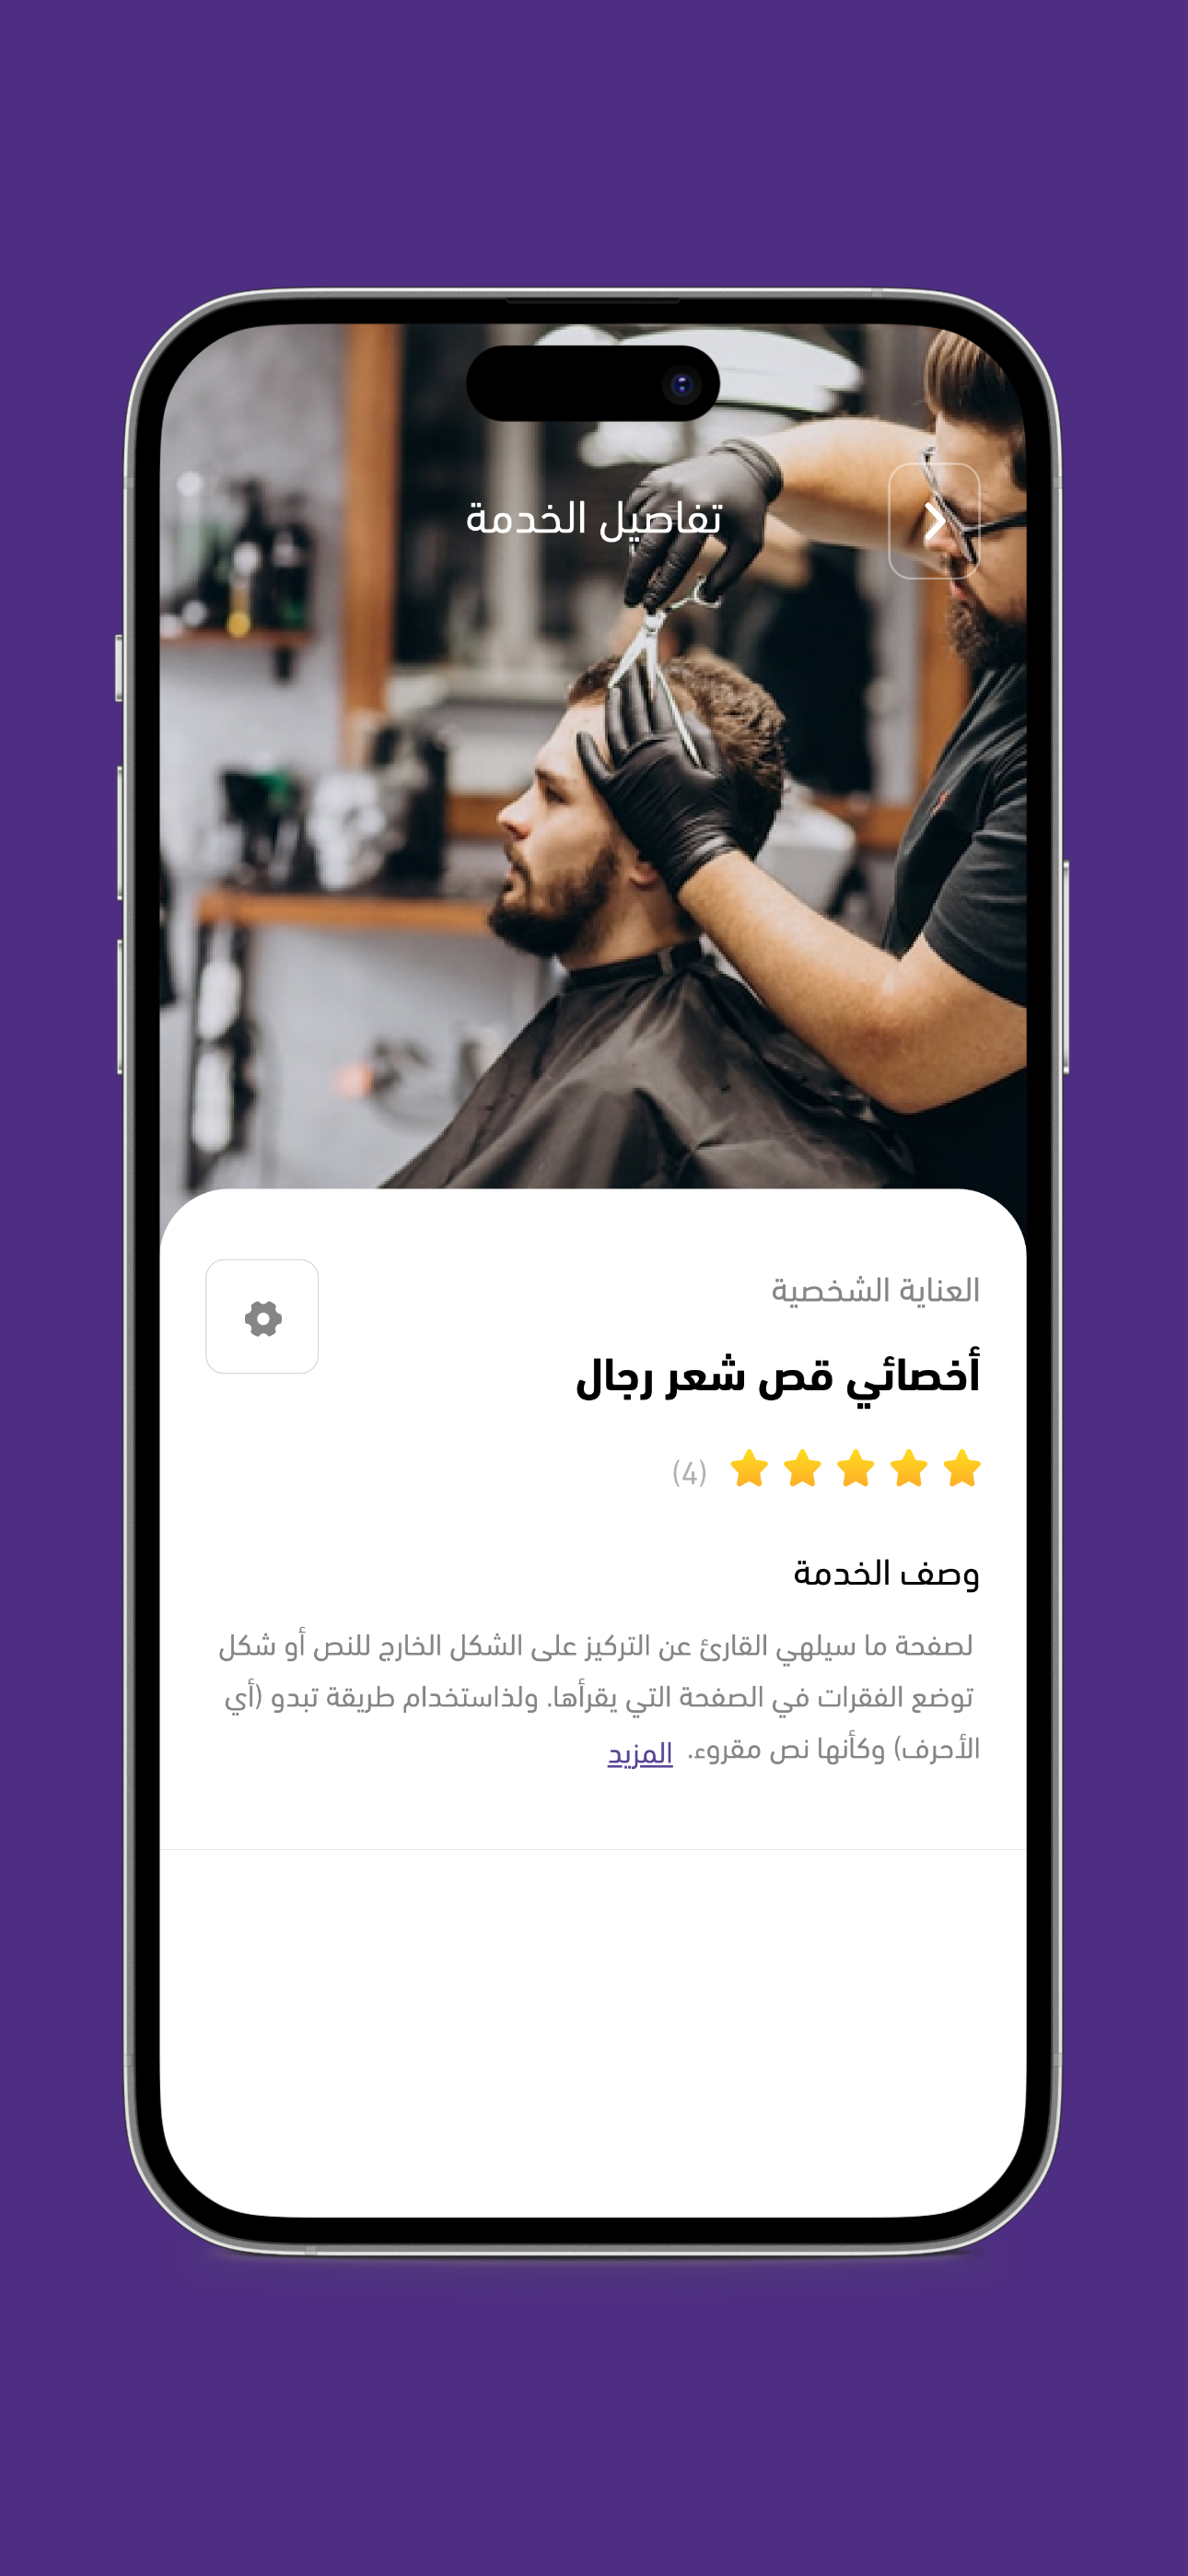 تفاصيل الخدمة
العناية الشخصية
أخصائي قص شعر رجال
(4)
وصف الخدمة
لصفحة ما سيلهي القارئ عن التركيز على الشكل الخارج للنص أو شكل
توضع الفقرات في الصفحة التي يقرأها. ولذاستخدام طريقة تبدو (أي
الأحرف) وكأنها نص مقروء. المزيد